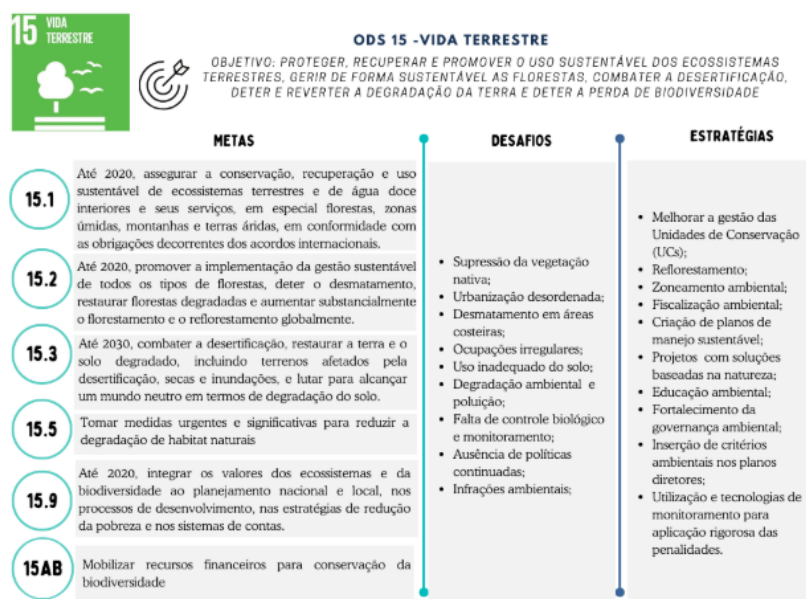 15 VIDA
TERRESTRE
ODS 15 -VIDA TERRESTRE
OBJETIVO: PROTEGER, RECUPERAR E PROMOVER O USO SUSTENTÁVEL DOS ECOSSISTEMAS
TERRESTRES, GERIR DE FORMA SUSTENTÁVEL AS FLORESTAS, COMBATER A DESERTIFICAÇÃO,
DETER E REVERTER A DEGRADAÇÃO DA TERRA E DETER A PERDA DE BIODIVERSIDADE
METAS
15.1
Até 2020, assegurar a conservação, recuperação e uso
sustentável de ecossistemas terrestres e de água doce
interiores e seus serviços, em especial florestas, zonas
úmidas, montanhas e terras áridas, em conformidade com
as obrigações decorrentes dos acordos internacionais.
15.2
Até 2020, promover a implementação da gestão sustentável
de todos os tipos de florestas, deter o desmatamento,
restaurar florestas degradadas e aumentar substancialmente
o florestamento e o reflorestamento globalmente.
15.3
Até 2030, combater a desertificação, restaurar a terra e o
solo degradado, incluindo terrenos afetados pela
desertificação, secas e inundações, e lutar para alcançar
um mundo neutro em termos de degradação do solo.
15.5
Tomar medidas urgentes e significativas para reduzir a
degradação de habitat naturais
15.9
Até 2020, integrar os valores dos ecossistemas e da
biodiversidade ao planejamento nacional e local, nos
processos de desenvolvimento, nas estratégias de redução
da pobreza e nos sistemas de contas.
15AB
Mobilizar recursos financeiros para conservação da
biodiversidade
DESAFIOS
• Supressão da vegetação
nativa;
• Urbanização desordenada;
• Desmatamento em áreas
costeiras;
• Ocupações irregulares;
• Uso inadequado do solo;
• Degradação ambiental e
poluição;
• Falta de controle biológico
e monitoramento;
• Ausência de políticas
continuadas;
• Infrações ambientais;
ESTRATÉGIAS
• Melhorar a gestão das
Unidades de Conservação
(UCs);
• Reflorestamento;
• Zoneamento ambiental;
• Fiscalização ambiental;
• Criação de planos de
manejo sustentável;
• Projetos com soluções
baseadas na natureza;
• Educação ambiental;
• Fortalecimento da
governança ambiental;
• Inserção de critérios
ambientais nos planos
diretores;
• Utilização e tecnologias de
monitoramento para
aplicação rigorosa das
penalidades.